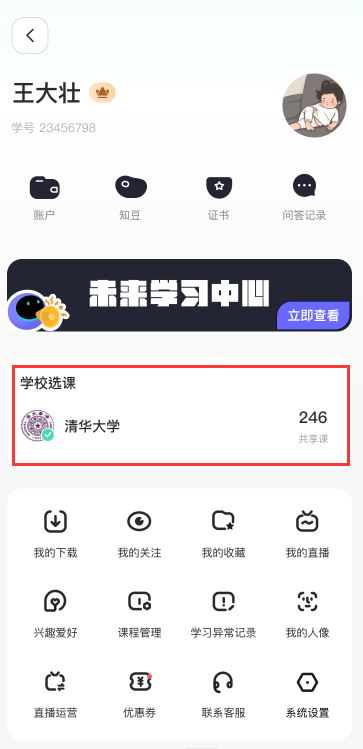 王大壮
学号 23456798
账户 知豆 证书 问答记录
未来学习中心
立即查看
学校选课
清华大学
246
共享课
我的下载 我的关注 我的收藏 我的直播
兴趣爱好 课程管理 学习异常记录 我的人像
直播运营 优惠券 联系客服 系统设置